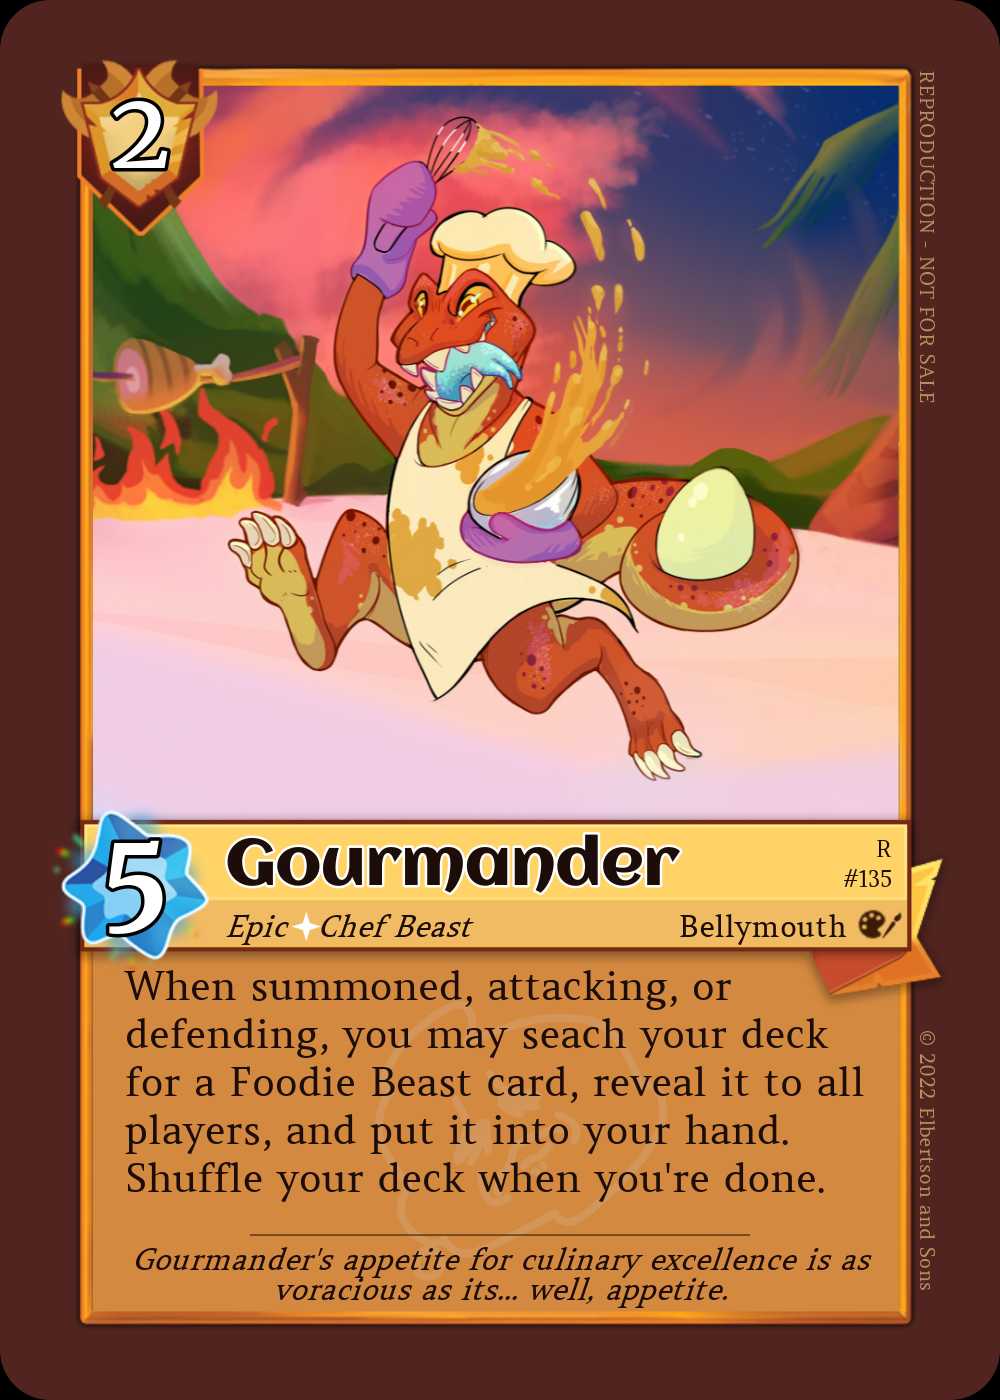 2
REPRODUCTION - NOT FOR SALE
5
Gourmander
R
#135
Epic Chef Beast
Bellymouth
When summoned, attacking, or
defending, you may seach your deck
for a Foodie Beast card, reveal it to all
players, and put it into your hand.
Shuffle your deck when you're done.
Gourmander's appetite for culinary excellence is as
voracious as its... well, appetite.
© 2022 Elbertson and Sons